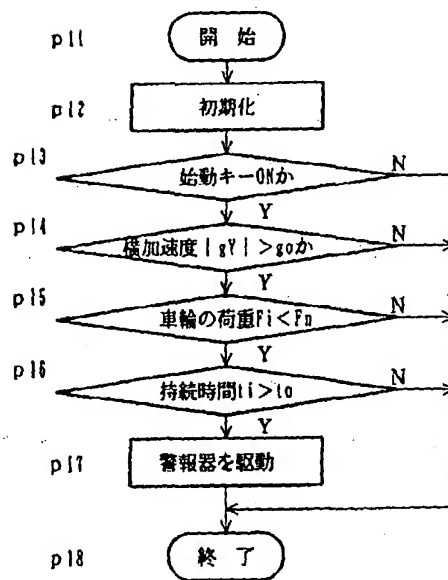 p11 開 始
p12 初期化
p13 始動キーONか N
Y
p14 横加速度|gY|>goか N
Y
p15 車輪の荷重Fi<Fn N
Y
p16 持続時間ti>to N
Y
p17 警報器を駆動
p18 終 了